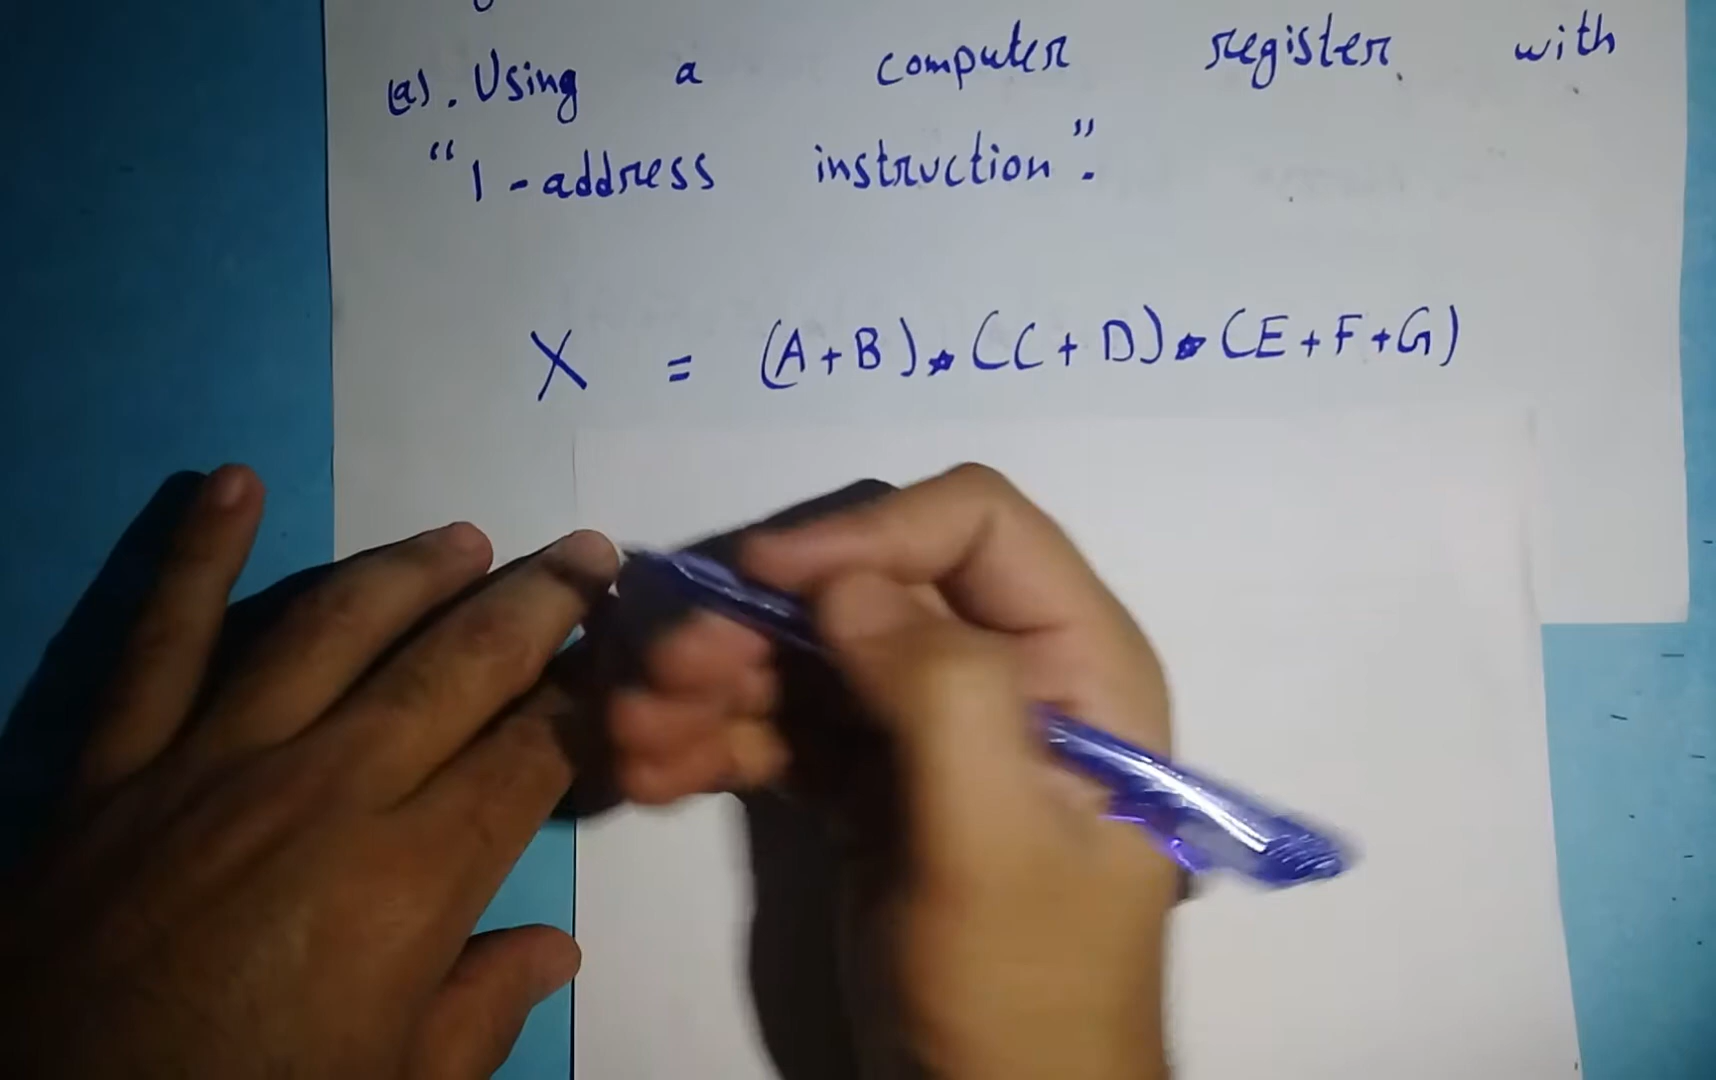 (a). Using a computer register with
"1-address instruction".
X = (A+B)*(C+D)*(E+F+G)